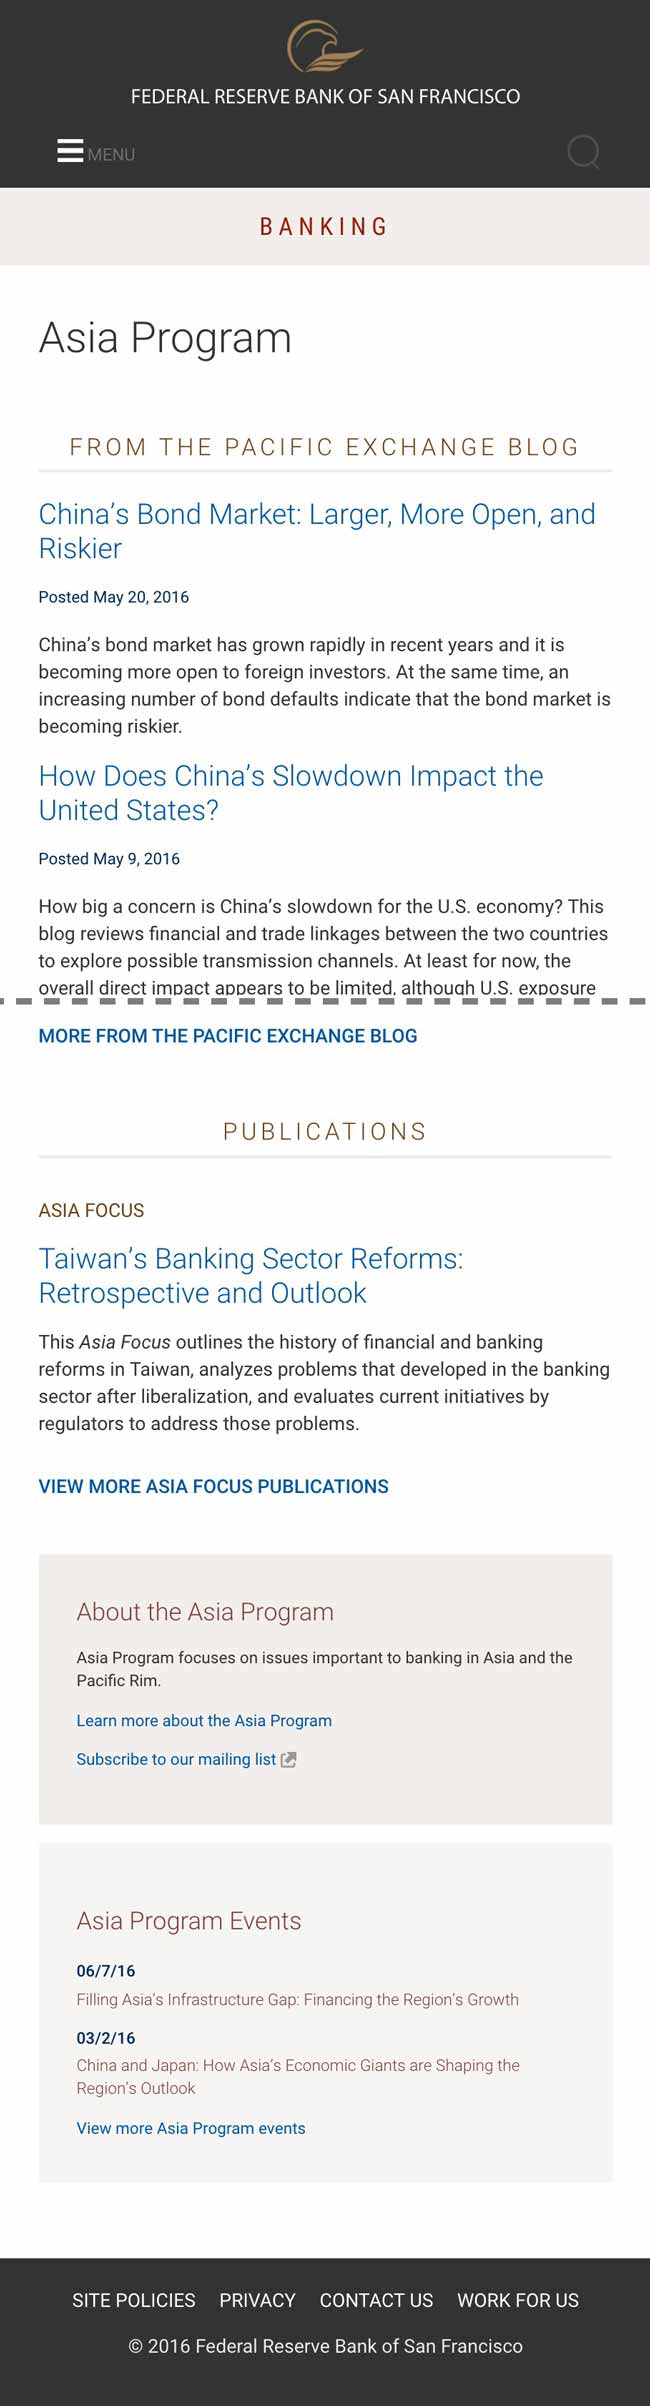 FEDERAL RESERVE BANK OF SAN FRANCISCO
MENU
BANKING
Asia Program
FROM THE PACIFIC EXCHANGE BLOG
China's Bond Market: Larger, More Open, and
Riskier
Posted May 20, 2016
China's bond market has grown rapidly in recent years and it is
becoming more open to foreign investors. At the same time, an
increasing number of bond defaults indicate that the bond market is
becoming riskier.
How Does China's Slowdown Impact the
United States?
Posted May 9, 2016
How big a concern is China's slowdown for the U.S. economy? This
blog reviews financial and trade linkages between the two countries
to explore possible transmission channels. At least for now, the
overall direct impact appears to be limited, although U.S. exposure
MORE FROM THE PACIFIC EXCHANGE BLOG
PUBLICATIONS
ASIA FOCUS
Taiwan's Banking Sector Reforms:
Retrospective and Outlook
This Asia Focus outlines the history of financial and banking
reforms in Taiwan, analyzes problems that developed in the banking
sector after liberalization, and evaluates current initiatives by
regulators to address those problems.
VIEW MORE ASIA FOCUS PUBLICATIONS
About the Asia Program
Asia Program focuses on issues important to banking in Asia and the
Pacific Rim.
Learn more about the Asia Program
Subscribe to our mailing list
Asia Program Events
06/7/16
Filling Asia's Infrastructure Gap: Financing the Region's Growth
03/2/16
China and Japan: How Asia's Economic Giants are Shaping the
Region's Outlook
View more Asia Program events
SITE POLICIES PRIVACY CONTACT US WORK FOR US
© 2016 Federal Reserve Bank of San Francisco